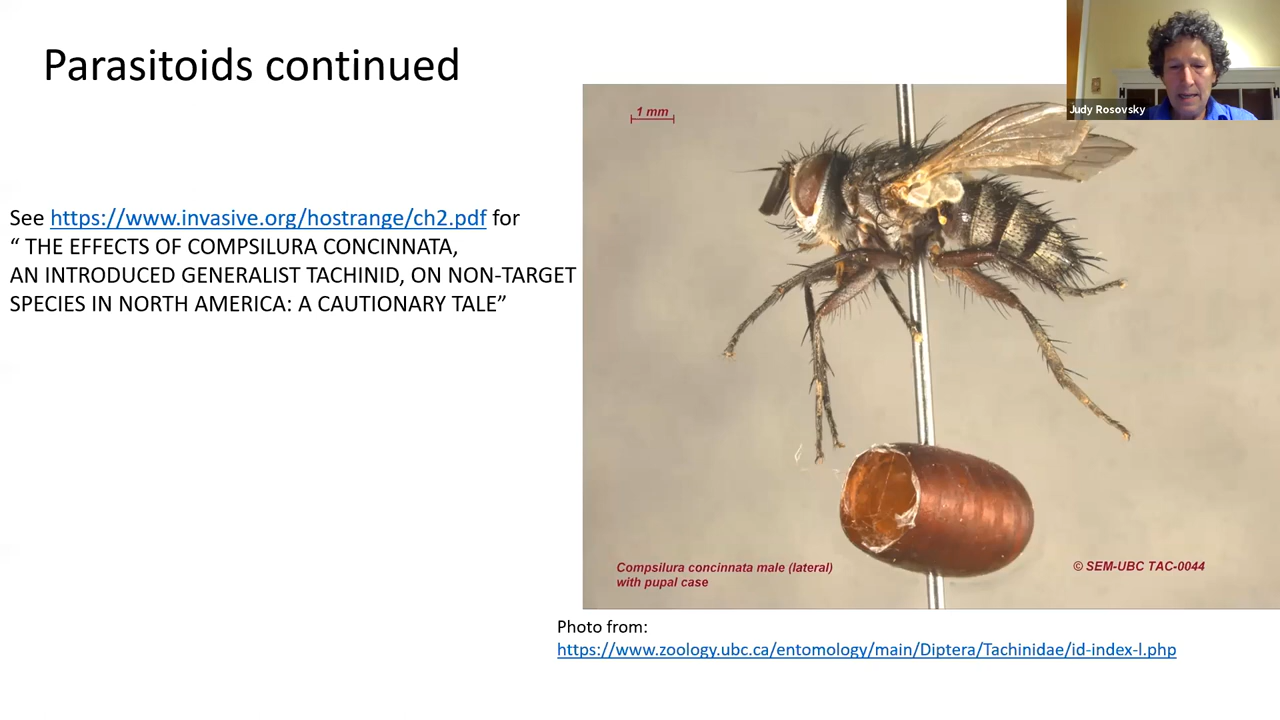 Parasitoids continued
Judy Rosovsky
1 mm
See https://www.invasive.org/hostrange/ch2.pdf for
“ THE EFFECTS OF COMPSILURA CONCINNATA,
AN INTRODUCED GENERALIST TACHINID, ON NON-TARGET
SPECIES IN NORTH AMERICA: A CAUTIONARY TALE”
Compsilura concinnata male (lateral)
with pupal case
© SEM-UBC TAC-0044
Photo from:
https://www.zoology.ubc.ca/entomology/main/Diptera/Tachinidae/id-index-l.php